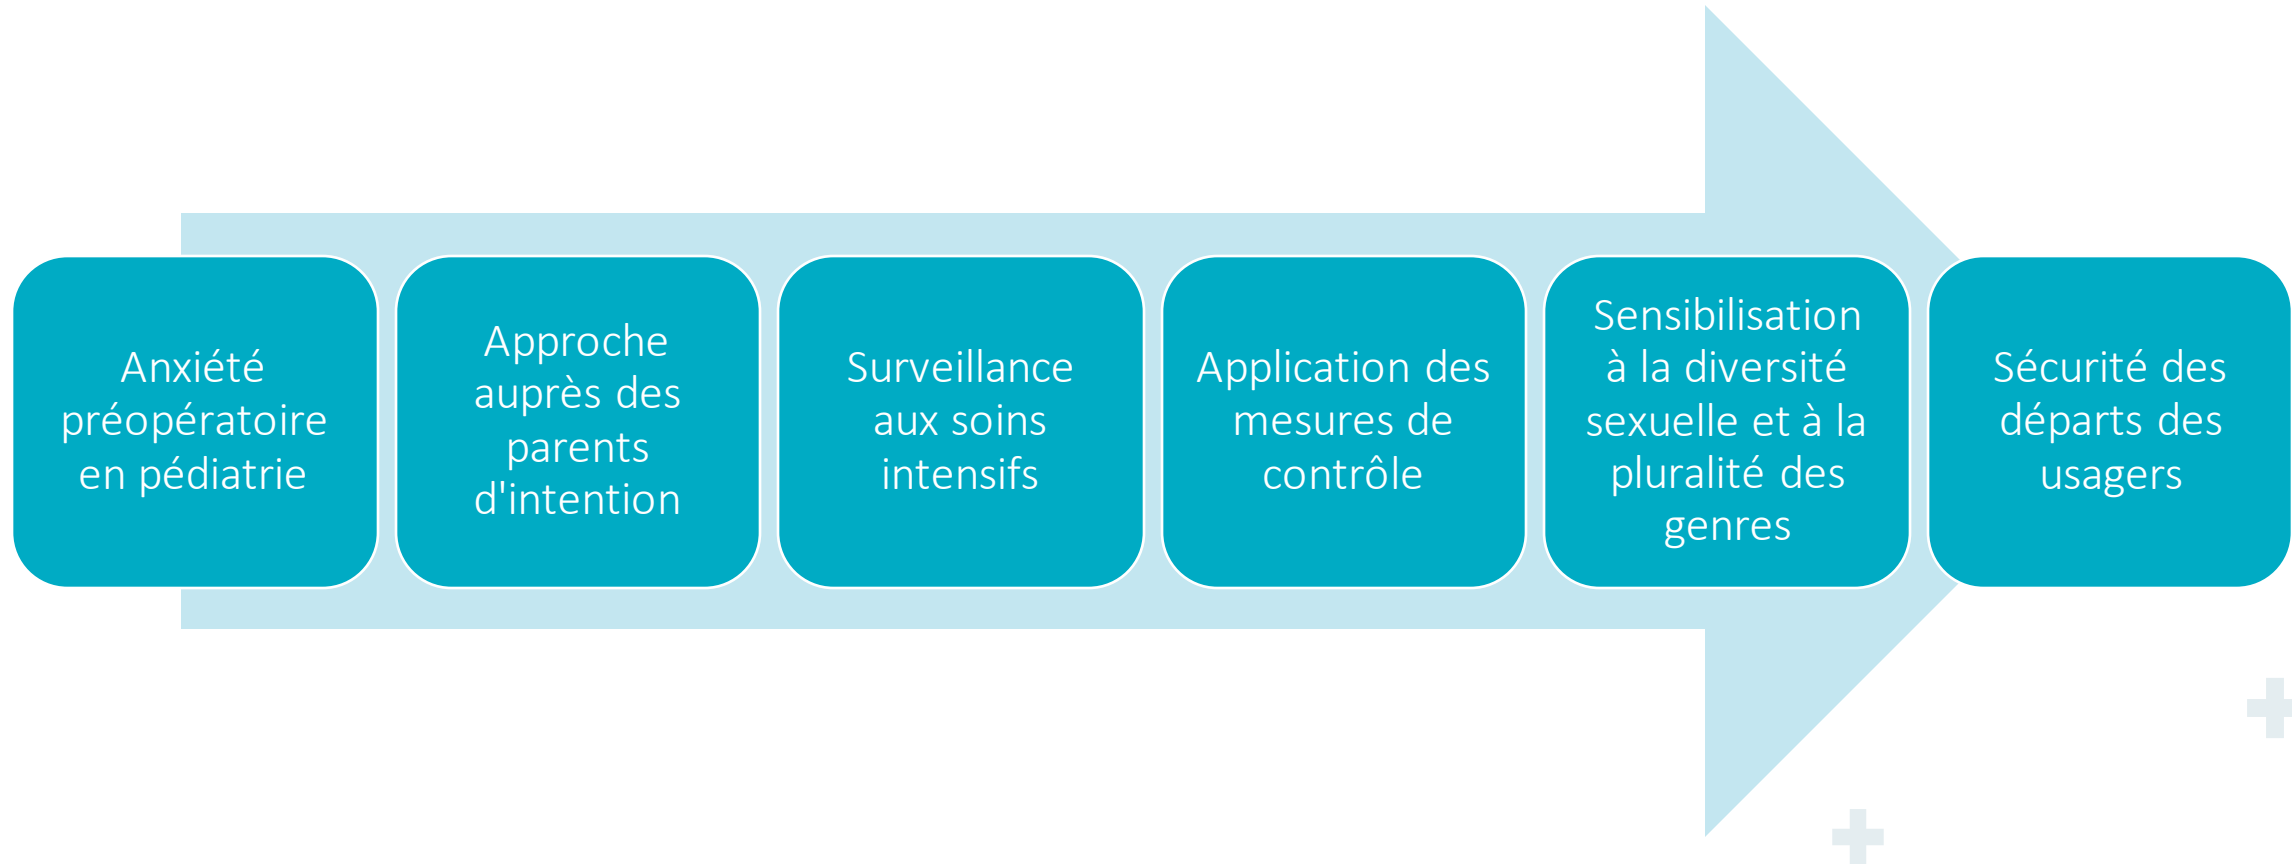 Anxiété
préopératoire
en pédiatrie
Approche
auprès des
parents
d'intention
Surveillance
aux soins
intensifs
Application des
mesures de
contrôle
Sensibilisation
à la diversité
sexuelle et à la
pluralité des
genres
Sécurité des
départs des
usagers